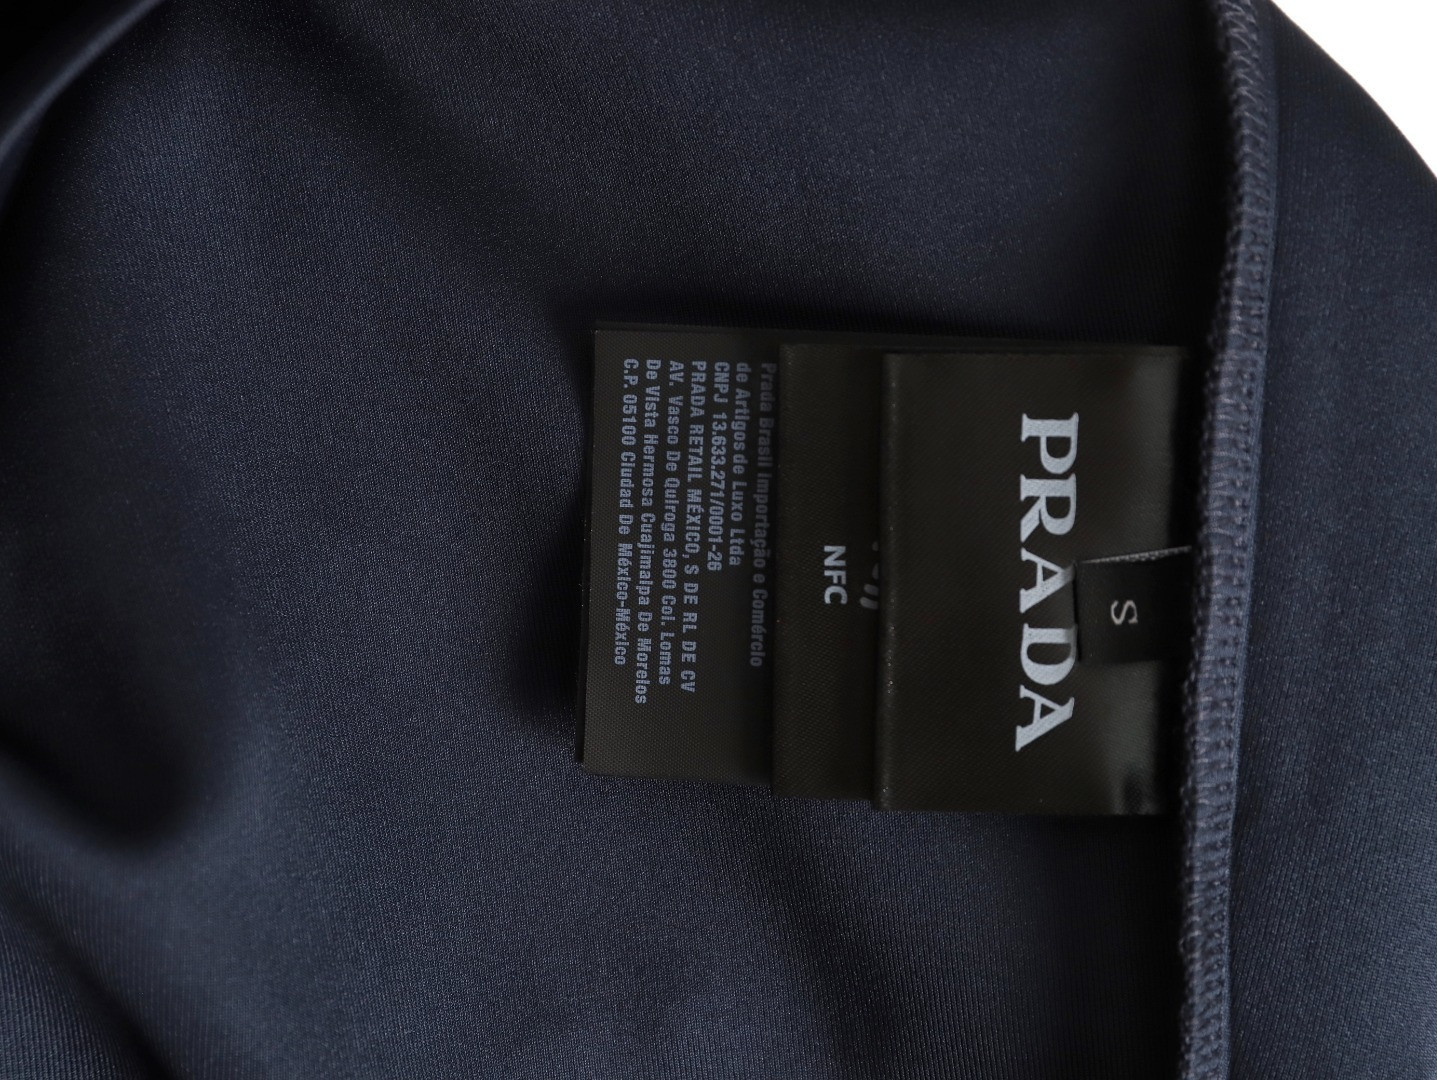 PRADA
S
NFC
Prada Brasil Importação e Comércio
de Artigos de Luxo Ltda
CNPJ 13.633.271/0001-26
PRADA RETAIL MÉXICO, S DE RL DE CV
AV. Vasco De Quiroga 3800 Col. Lomas
De Vista Hermosa Cuajimalpa De Morelos
C.P. 05100 Ciudad De México-México